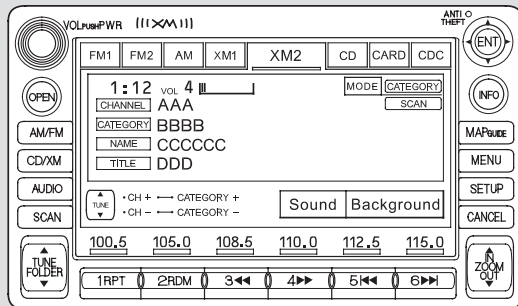 VOL PUSH PWR ((( XM )))
ANTI THEFT
ENT
FM1 FM2 AM XM1 XM2 CD CARD CDC
1:12 VOL 4 MODE CATEGORY
SCAN
CHANNEL AAA
CATEGORY BBBB
NAME CCCCCC
TITLE DDD
TUNE
·CH + CATEGORY +
·CH – CATEGORY –
Sound Background
100.5 105.0 108.5 110.0 112.5 115.0
1RPT 2RDM 3◀◀ 4▶▶ 5|◀◀ 6▶▶|
OPEN
AM/FM
CD/XM
AUDIO
SCAN
TUNE
FOLDER
INFO
MAP GUIDE
MENU
SETUP
CANCEL
IN
ZOOM
OUT